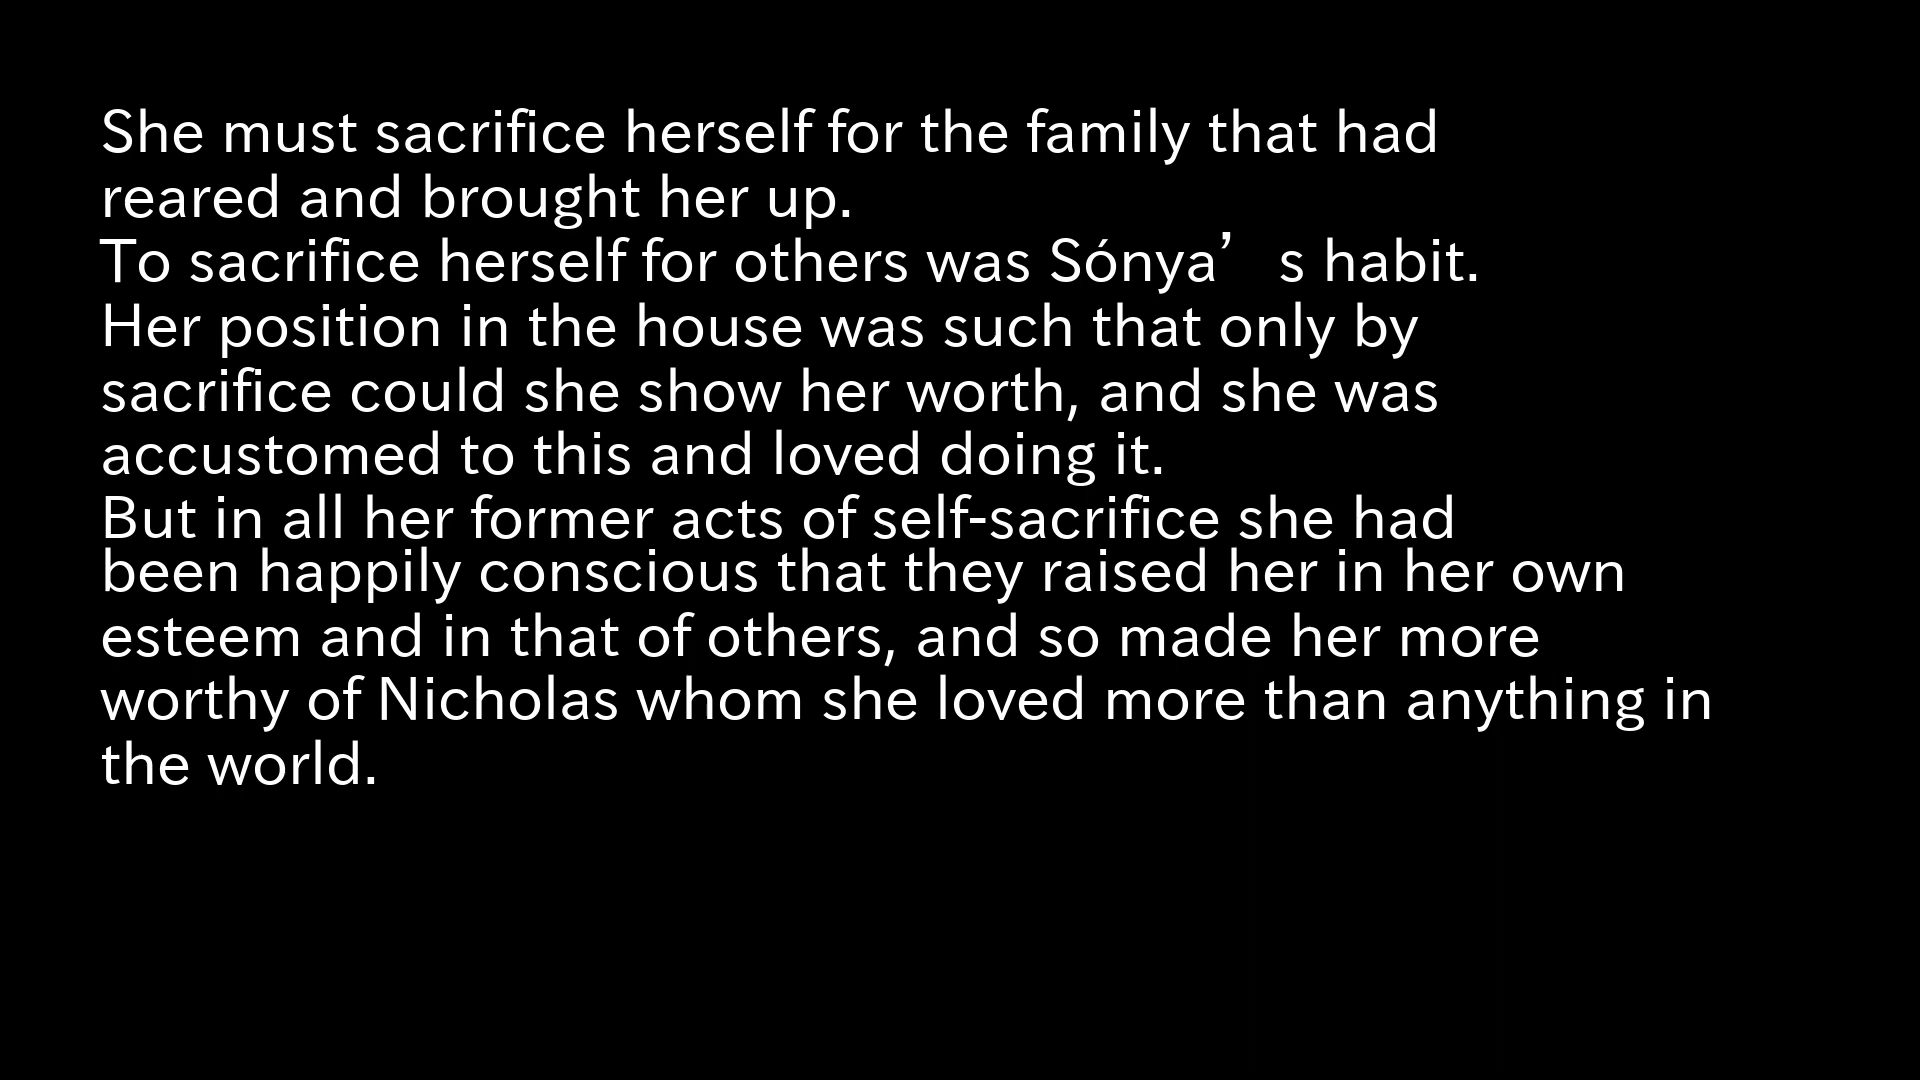 She must sacrifice herself for the family that had
reared and brought her up.
To sacrifice herself for others was Sónya’s habit.
Her position in the house was such that only by
sacrifice could she show her worth, and she was
accustomed to this and loved doing it.
But in all her former acts of self-sacrifice she had
been happily conscious that they raised her in her own
esteem and in that of others, and so made her more
worthy of Nicholas whom she loved more than anything in
the world.